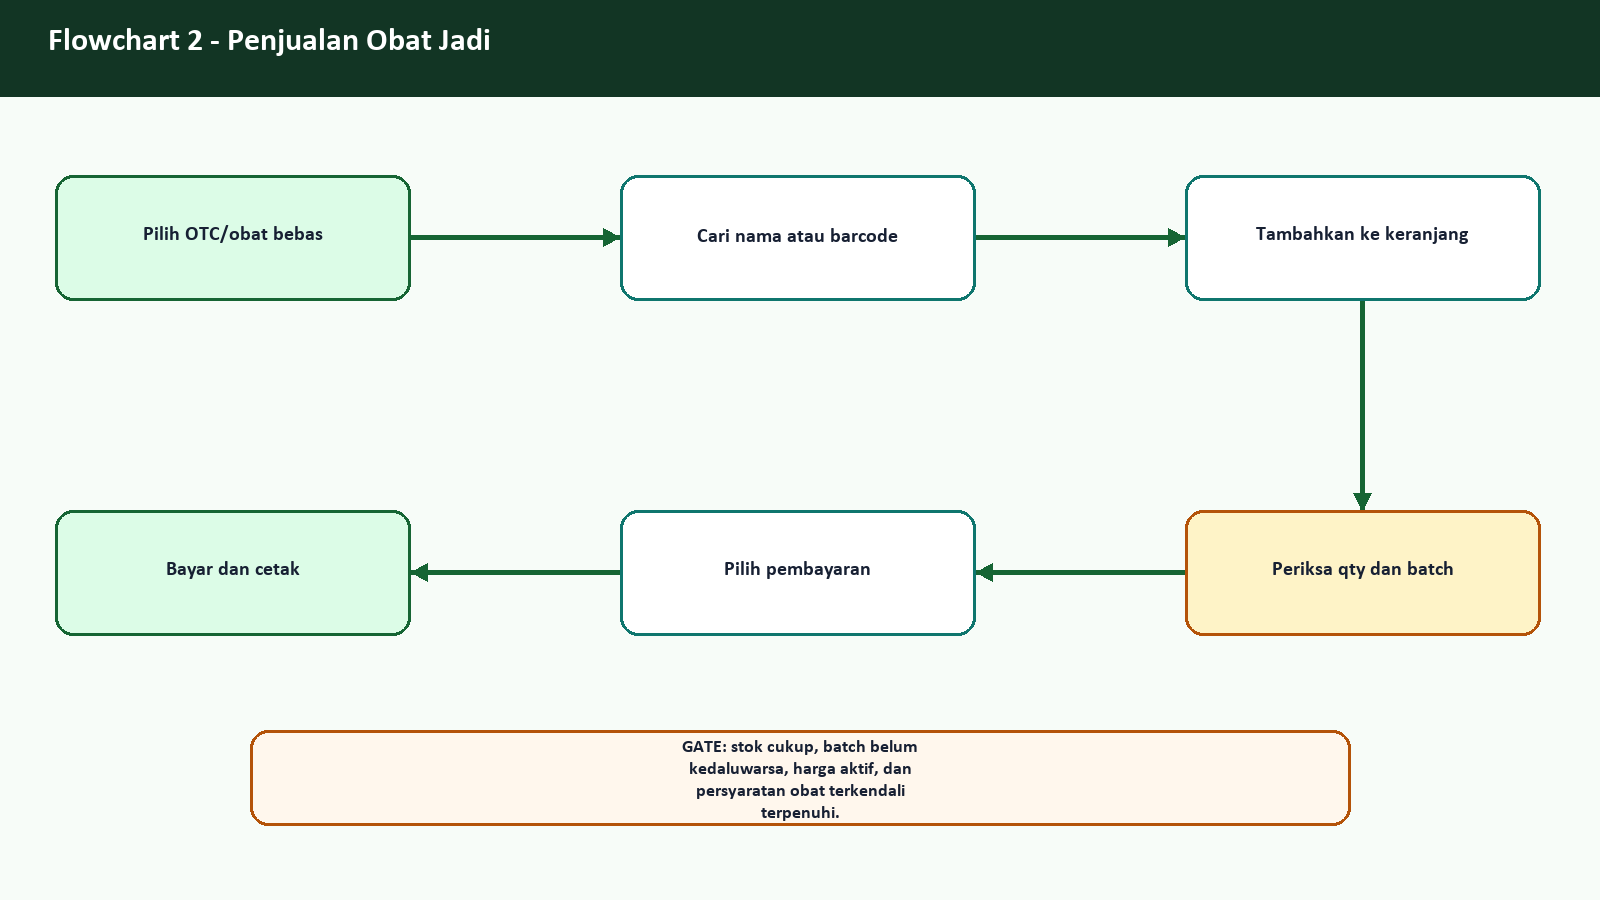 Flowchart 2 - Penjualan Obat Jadi
Pilih OTC/obat bebas
Cari nama atau barcode
Tambahkan ke keranjang
Periksa qty dan batch
Pilih pembayaran
Bayar dan cetak
GATE: stok cukup, batch belum
kedaluwarsa, harga aktif, dan
persyaratan obat terkendali
terpenuhi.